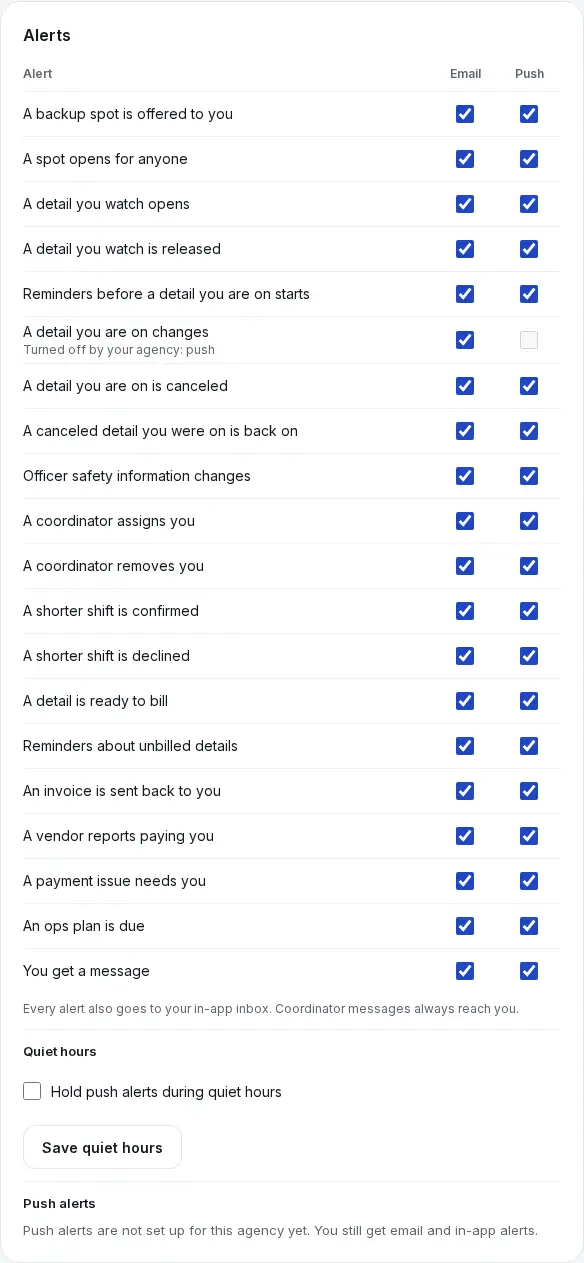 Alerts
Alert Email Push
A backup spot is offered to you
A spot opens for anyone
A detail you watch opens
A detail you watch is released
Reminders before a detail you are on starts
A detail you are on changes
Turned off by your agency: push
A detail you are on is canceled
A canceled detail you were on is back on
Officer safety information changes
A coordinator assigns you
A coordinator removes you
A shorter shift is confirmed
A shorter shift is declined
A detail is ready to bill
Reminders about unbilled details
An invoice is sent back to you
A vendor reports paying you
A payment issue needs you
An ops plan is due
You get a message
Every alert also goes to your in-app inbox. Coordinator messages always reach you.
Quiet hours
Hold push alerts during quiet hours
Save quiet hours
Push alerts
Push alerts are not set up for this agency yet. You still get email and in-app alerts.